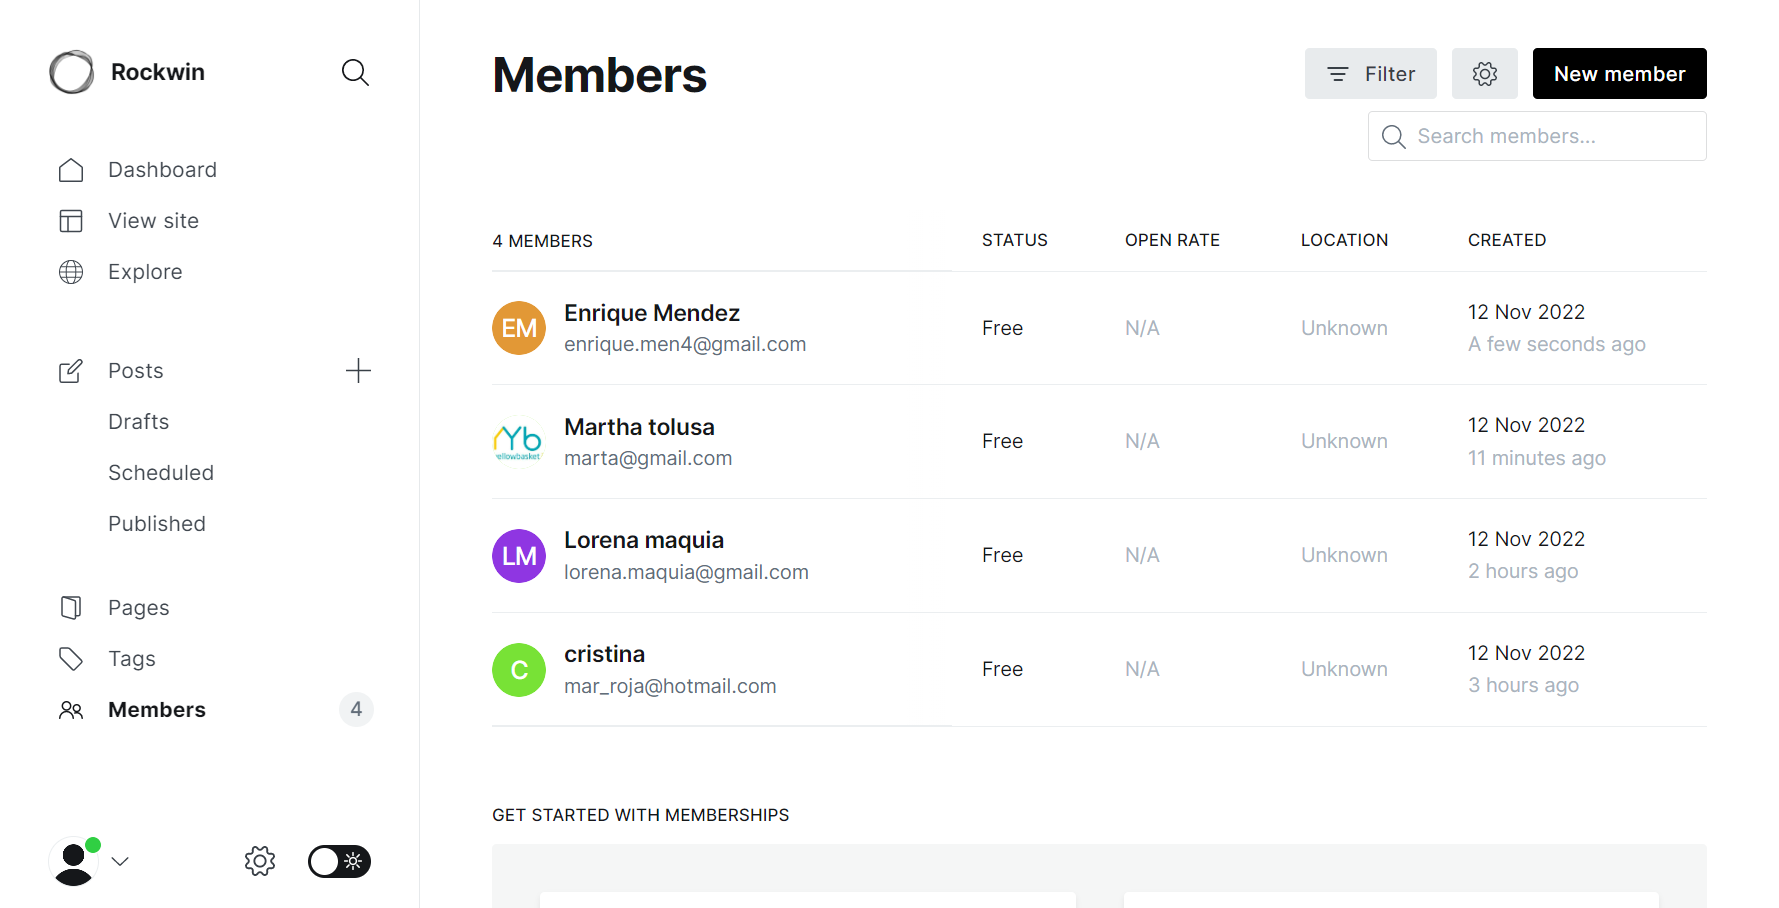 Rockwin
Dashboard
View site
Explore
Posts
Drafts
Scheduled
Published
Pages
Tags
Members 4
Members
Filter
New member
Search members...
4 MEMBERS STATUS OPEN RATE LOCATION CREATED
EM Enrique Mendez Free N/A Unknown 12 Nov 2022
enrique.men4@gmail.com A few seconds ago
Yb Martha tolusa Free N/A Unknown 12 Nov 2022
ellowbasket marta@gmail.com 11 minutes ago
LM Lorena maquia Free N/A Unknown 12 Nov 2022
lorena.maquia@gmail.com 2 hours ago
C cristina Free N/A Unknown 12 Nov 2022
mar_roja@hotmail.com 3 hours ago
GET STARTED WITH MEMBERSHIPS